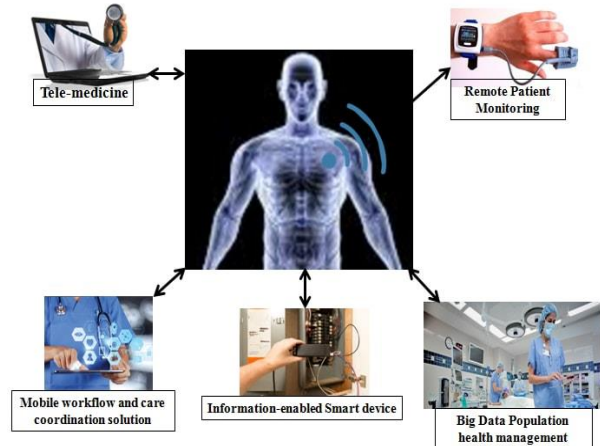 Tele-medicine
Remote Patient
Monitoring
Mobile workflow and care
coordination solution
Information-enabled Smart device
Big Data Population
health management